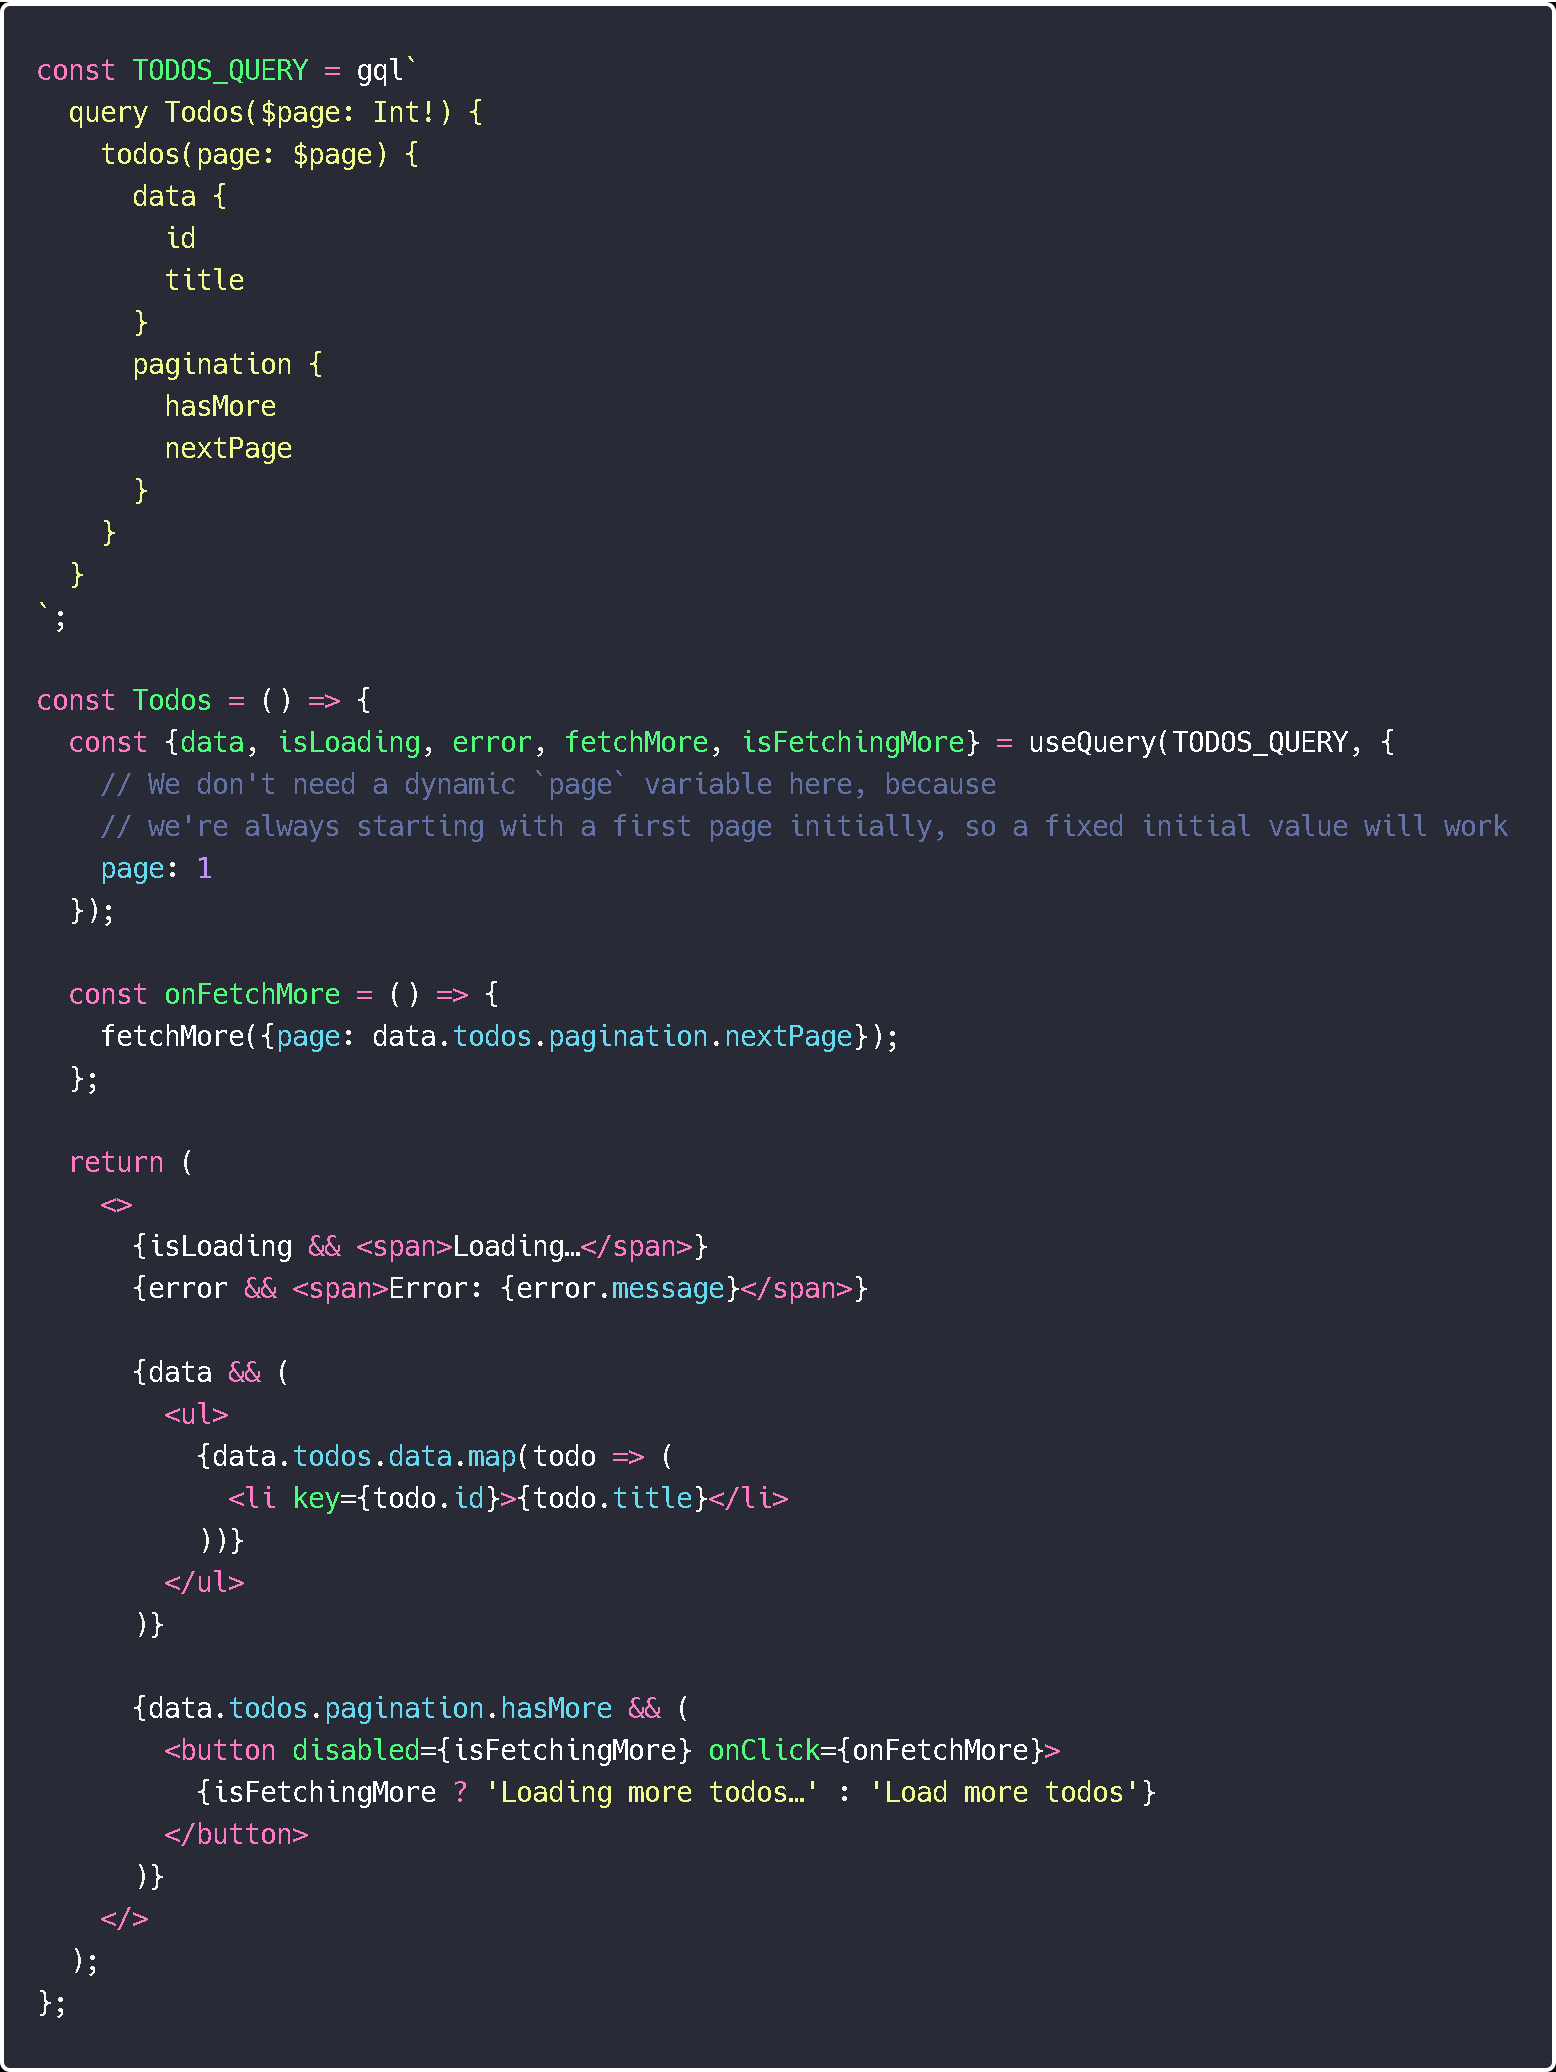 const TODOS_QUERY = gql`
  query Todos($page: Int!) {
    todos(page: $page) {
      data {
        id
        title
      }
      pagination {
        hasMore
        nextPage
      }
    }
  }
`;

const Todos = () => {
  const {data, isLoading, error, fetchMore, isFetchingMore} = useQuery(TODOS_QUERY, {
    // We don't need a dynamic `page` variable here, because
    // we're always starting with a first page initially, so a fixed initial value will work
    page: 1
  });

  const onFetchMore = () => {
    fetchMore({page: data.todos.pagination.nextPage});
  };

  return (
    <>
      {isLoading && <span>Loading…</span>}
      {error && <span>Error: {error.message}</span>}

      {data && (
        <ul>
          {data.todos.data.map(todo => (
            <li key={todo.id}>{todo.title}</li>
          ))}
        </ul>
      )}

      {data.todos.pagination.hasMore && (
        <button disabled={isFetchingMore} onClick={onFetchMore}>
          {isFetchingMore ? 'Loading more todos…' : 'Load more todos'}
        </button>
      )}
    </>
  );
};